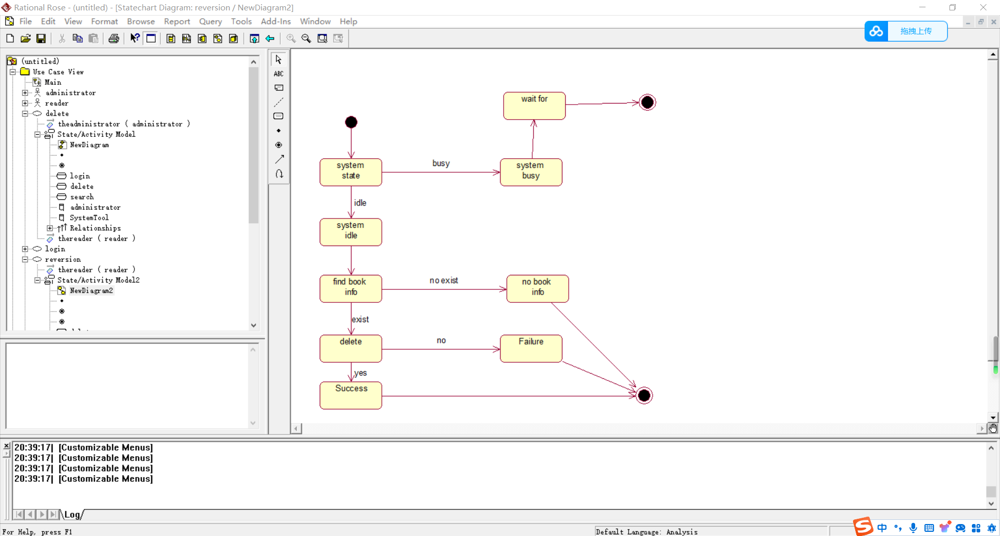 Rational Rose - (untitled) - [Statechart Diagram: reversion / NewDiagram2]
File Edit View Format Browse Report Query Tools Add-Ins Window Help
拖拽上传
(untitled)
Use Case View
Main
administrator
reader
delete
theadministrator ( administrator )
State/Activity Model
NewDiagram
login
delete
search
administrator
SystemTool
Relationships
thereader ( reader )
login
reversion
thereader ( reader )
State/Activity Model2
NewDiagram2
ABC
wait for
system
state
busy
system
busy
idle
system
idle
find book
info
no exist
no book
info
exist
delete
no
Failure
yes
Success
20:39:17| [Customizable Menus]
20:39:17| [Customizable Menus]
20:39:17| [Customizable Menus]
20:39:17| [Customizable Menus]
Log
For Help, press F1
Default Language: Analysis
中